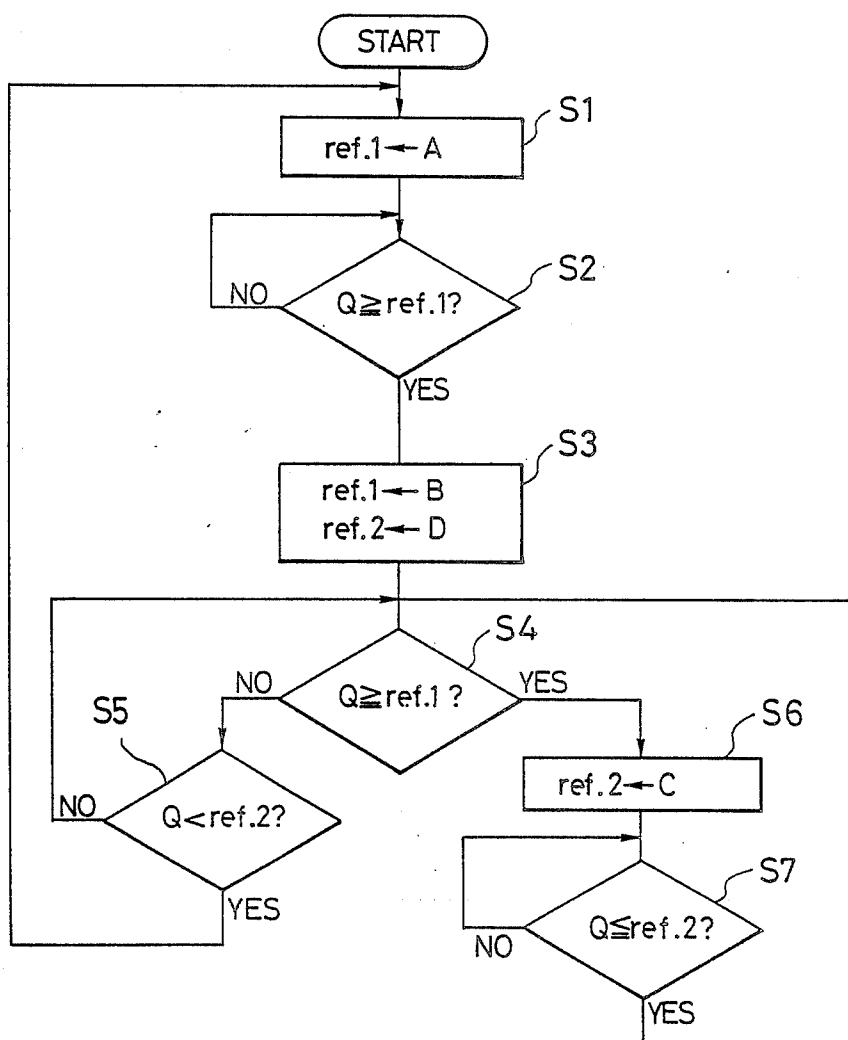 START
S1
ref.1←A
S2
NO
Q≧ref.1?
YES
S3
ref.1←B
ref.2←D
S4
NO
Q≧ref.1?
YES
S5
S6
ref.2←C
NO
Q<ref.2?
YES
S7
NO
Q≦ref.2?
YES